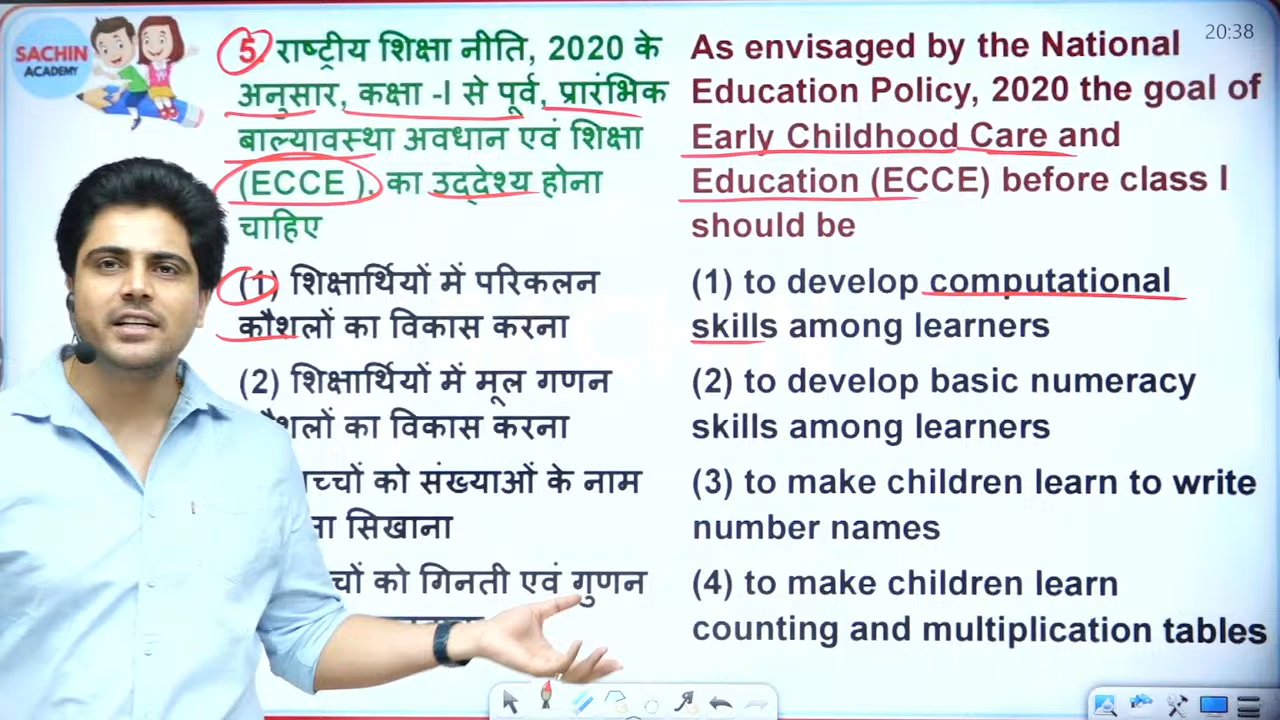 SACHIN
ACADEMY
20:38
5. राष्ट्रीय शिक्षा नीति, 2020 के
अनुसार, कक्षा -I से पूर्व, प्रारंभिक
बाल्यावस्था अवधान एवं शिक्षा
(ECCE ), का उद्देश्य होना
चाहिए
(1) शिक्षार्थियों में परिकलन
कौशलों का विकास करना
(2) शिक्षार्थियों में मूल गणन
शलों का विकास करना
च्चों को संख्याओं के नाम
ना सिखाना
चों को गिनती एवं गुणन
As envisaged by the National
Education Policy, 2020 the goal of
Early Childhood Care and
Education (ECCE) before class I
should be
(1) to develop computational
skills among learners
(2) to develop basic numeracy
skills among learners
(3) to make children learn to write
number names
(4) to make children learn
counting and multiplication tables